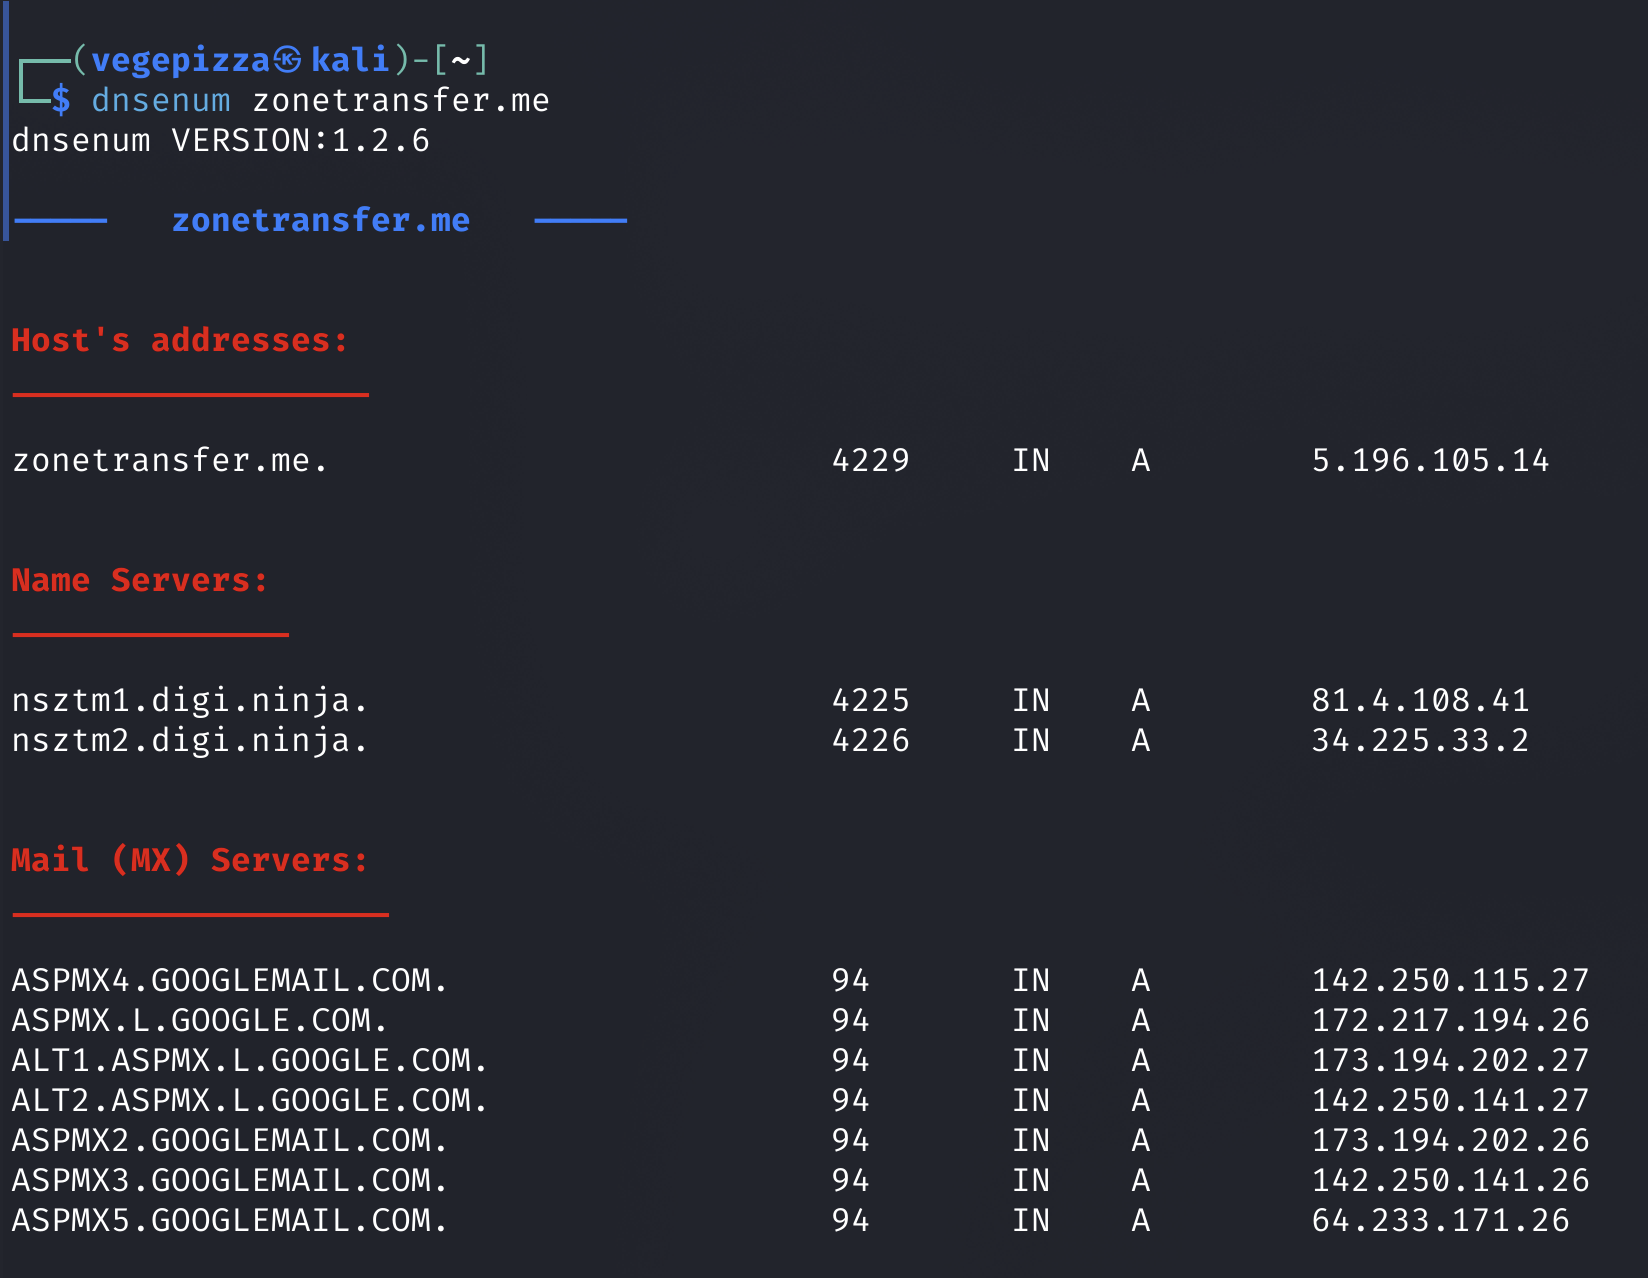 (vegepizza㉿kali)-[~]
$ dnsenum zonetransfer.me
dnsenum VERSION:1.2.6
zonetransfer.me
Host's addresses:
zonetransfer.me. 4229 IN A 5.196.105.14
Name Servers:
nsztm1.digi.ninja. 4225 IN A 81.4.108.41
nsztm2.digi.ninja. 4226 IN A 34.225.33.2
Mail (MX) Servers:
ASPMX4.GOOGLEMAIL.COM. 94 IN A 142.250.115.27
ASPMX.L.GOOGLE.COM. 94 IN A 172.217.194.26
ALT1.ASPMX.L.GOOGLE.COM. 94 IN A 173.194.202.27
ALT2.ASPMX.L.GOOGLE.COM. 94 IN A 142.250.141.27
ASPMX2.GOOGLEMAIL.COM. 94 IN A 173.194.202.26
ASPMX3.GOOGLEMAIL.COM. 94 IN A 142.250.141.26
ASPMX5.GOOGLEMAIL.COM. 94 IN A 64.233.171.26